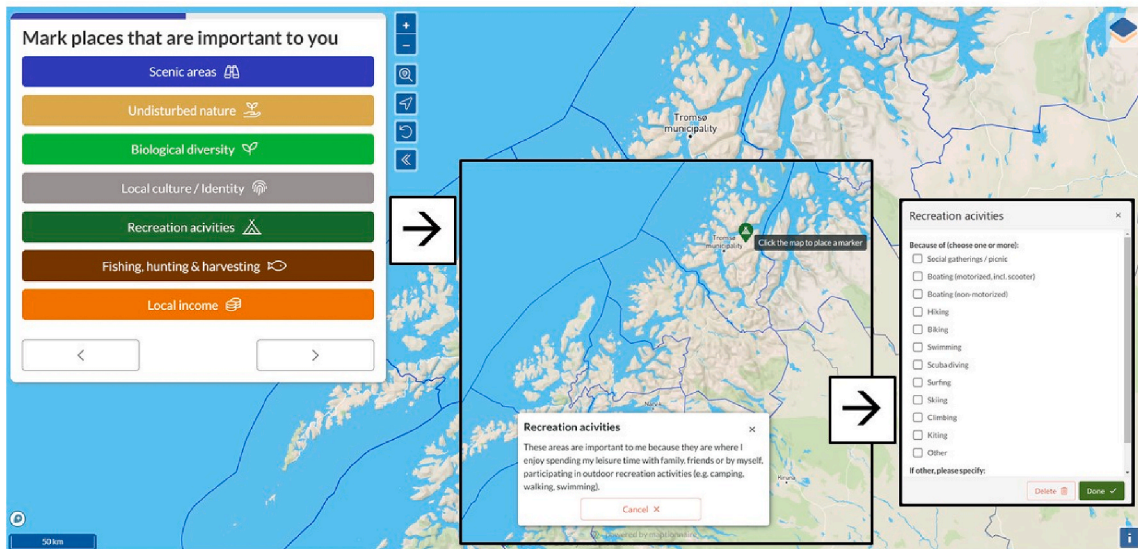 Mark places that are important to you
Scenic areas
Undisturbed nature
Biological diversity
Local culture / Identity
Recreation acivities
Fishing, hunting & harvesting
Local income
<
>
+
−
Tromsø
municipality
Tromsø
municipality
Click the map to place a marker
Narvik
Kiruna
Recreation acivities ×
These areas are important to me because they are where I
enjoy spending my leisure time with family, friends or by myself,
participating in outdoor recreation activities (e.g. camping,
walking, swimming).
Cancel ×
Powered by maptionnaire
Recreation acivities ×
Because of (choose one or more):
Social gatherings / picnic
Boating (motorized, incl. scooter)
Boating (non-motorized)
Hiking
Biking
Swimming
Scuba diving
Surfing
Skiing
Climbing
Kiting
Other
If other, please specify:
Delete
Done
50 km
i